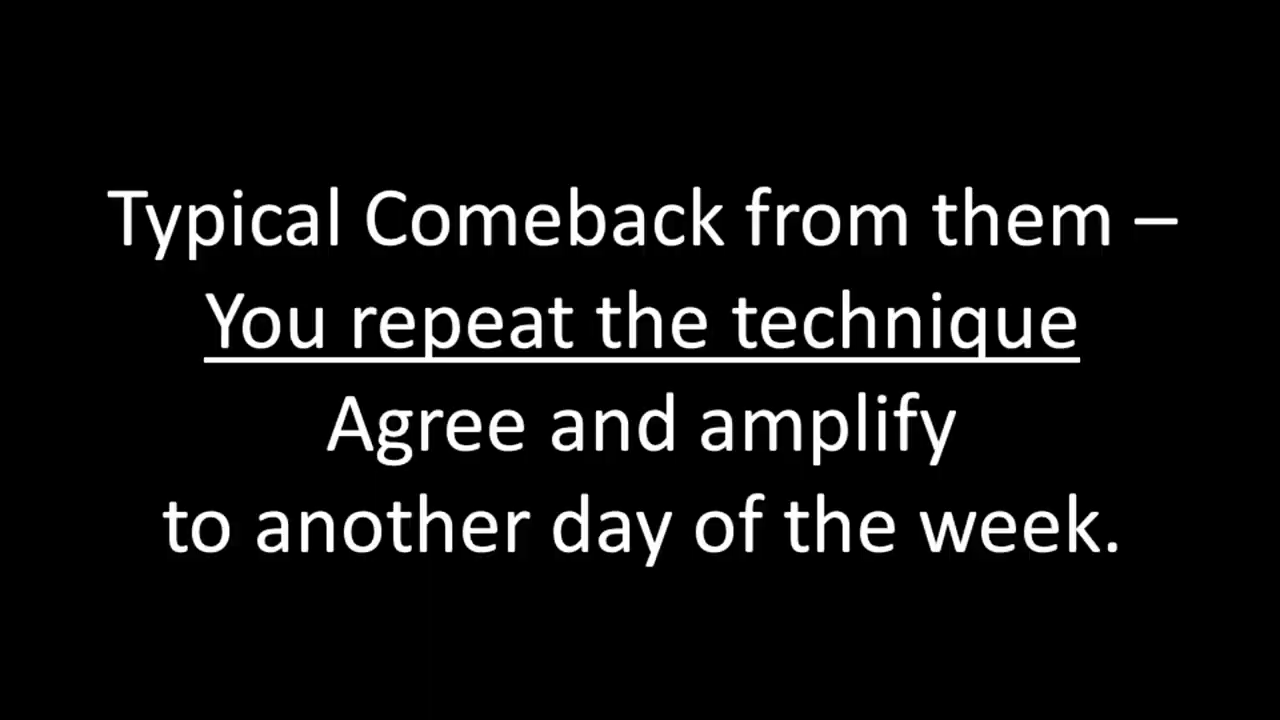 Typical Comeback from them –
You repeat the technique
Agree and amplify
to another day of the week.